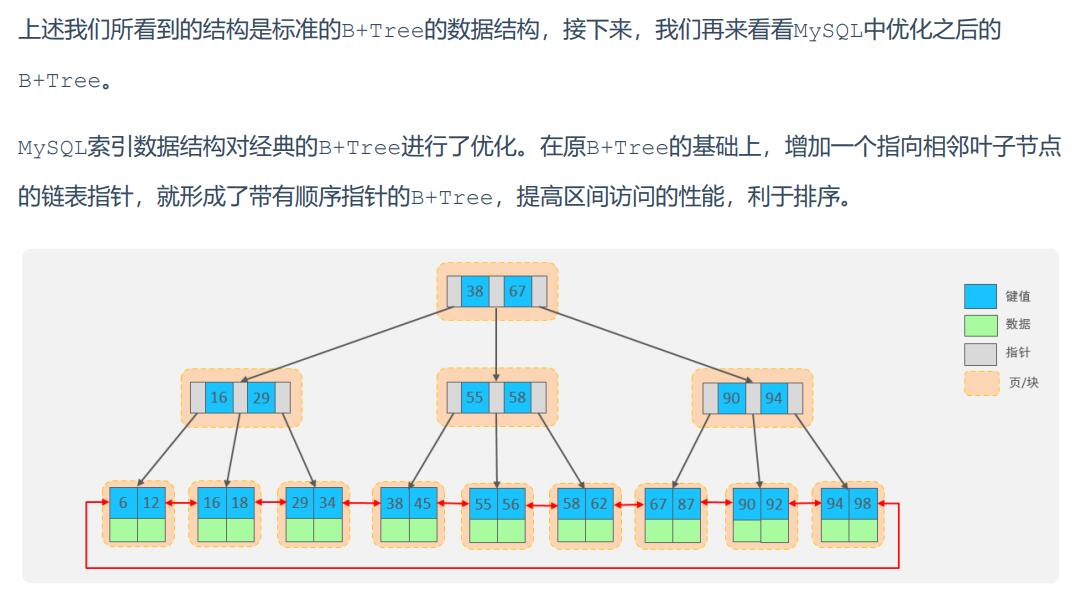 上述我们所看到的结构是标准的B+Tree的数据结构，接下来，我们再来看看MySQL中优化之后的
B+Tree。
MySQL索引数据结构对经典的B+Tree进行了优化。在原B+Tree的基础上，增加一个指向相邻叶子节点
的链表指针，就形成了带有顺序指针的B+Tree，提高区间访问的性能，利于排序。
38 67
键值
数据
指针
页/块
16 29
55 58
90 94
6 12
16 18
29 34
38 45
55 56
58 62
67 87
90 92
94 98